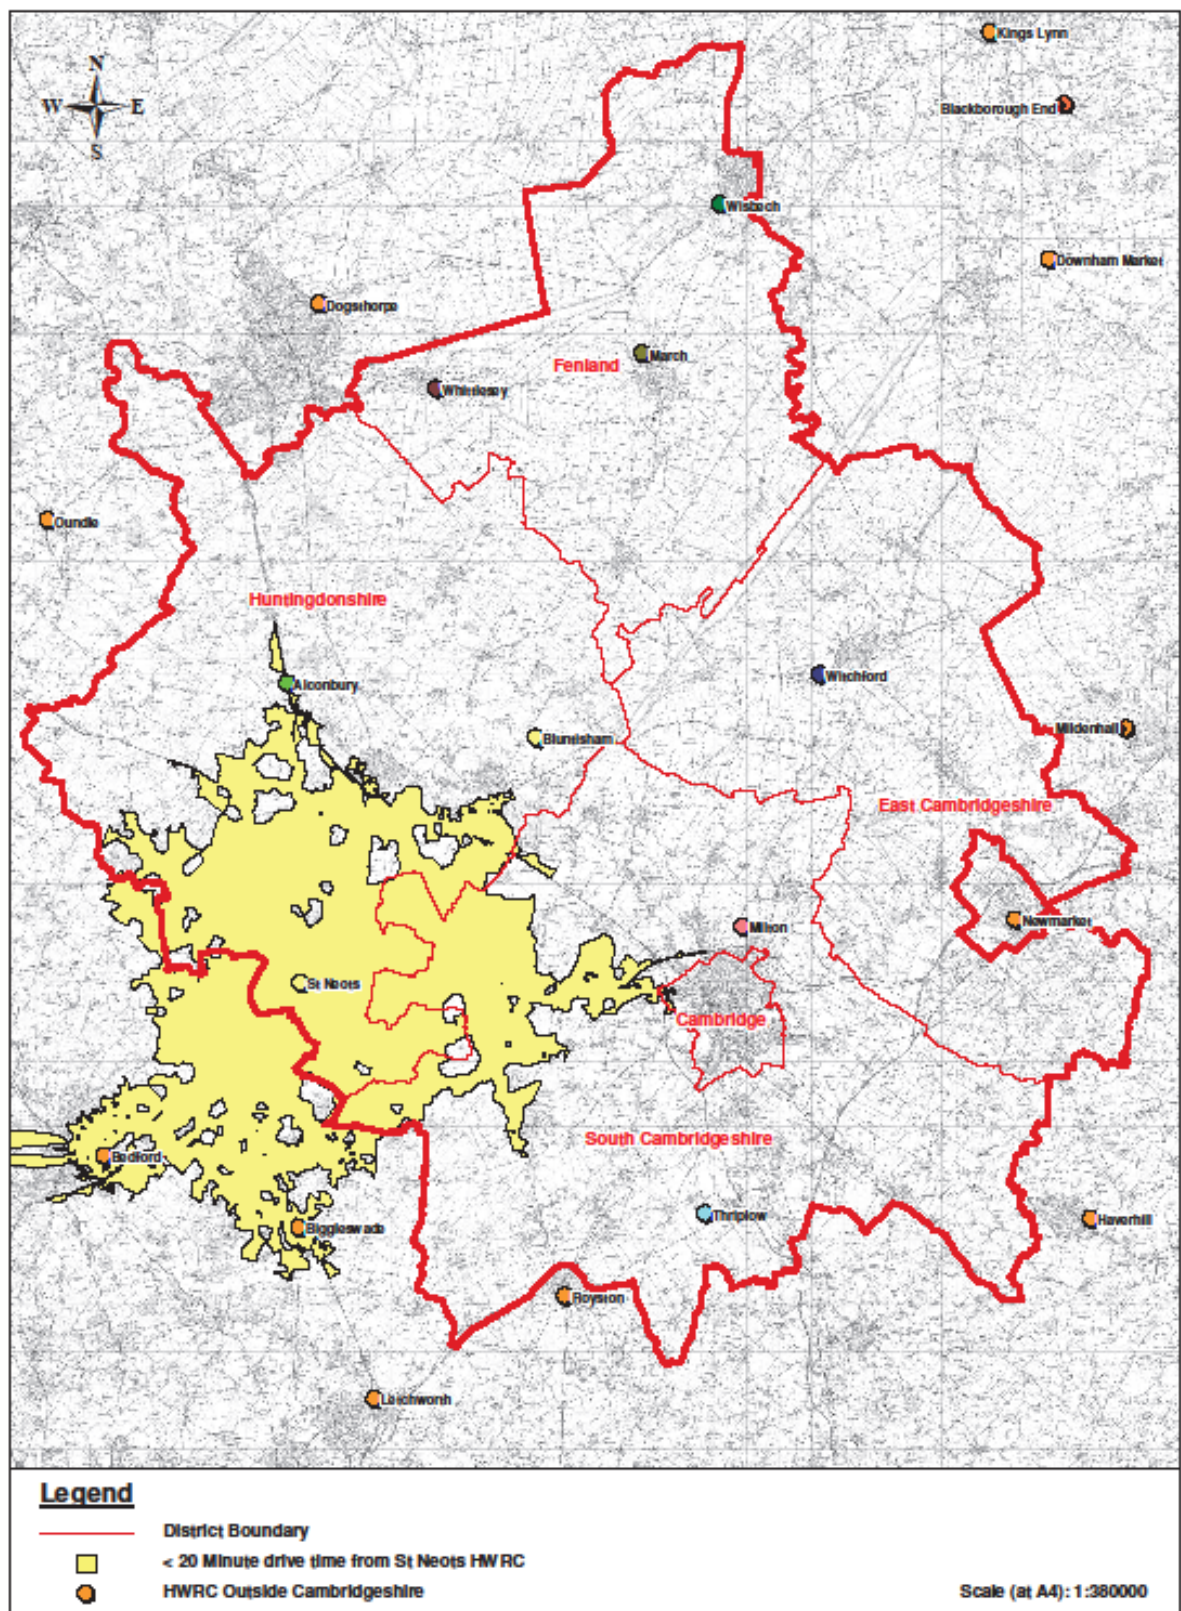 Kings Lynn
N
W E
S
Blackborough End
Wisbech
Downham Market
Dogsthorpe
March
Fenland
Whittlesey
Oundle
Huntingdonshire
Witchford
Alconbury
Mildenhall
Bluntisham
East Cambridgeshire
Newmarket
Milton
St Neots
Cambridge
South Cambridgeshire
Bedford
Thriplow
Haverhill
Biggleswade
Royston
Letchworth
Legend
District Boundary
< 20 Minute drive time from St Neots HWRC
HWRC Outside Cambridgeshire
Scale (at A4): 1:380000